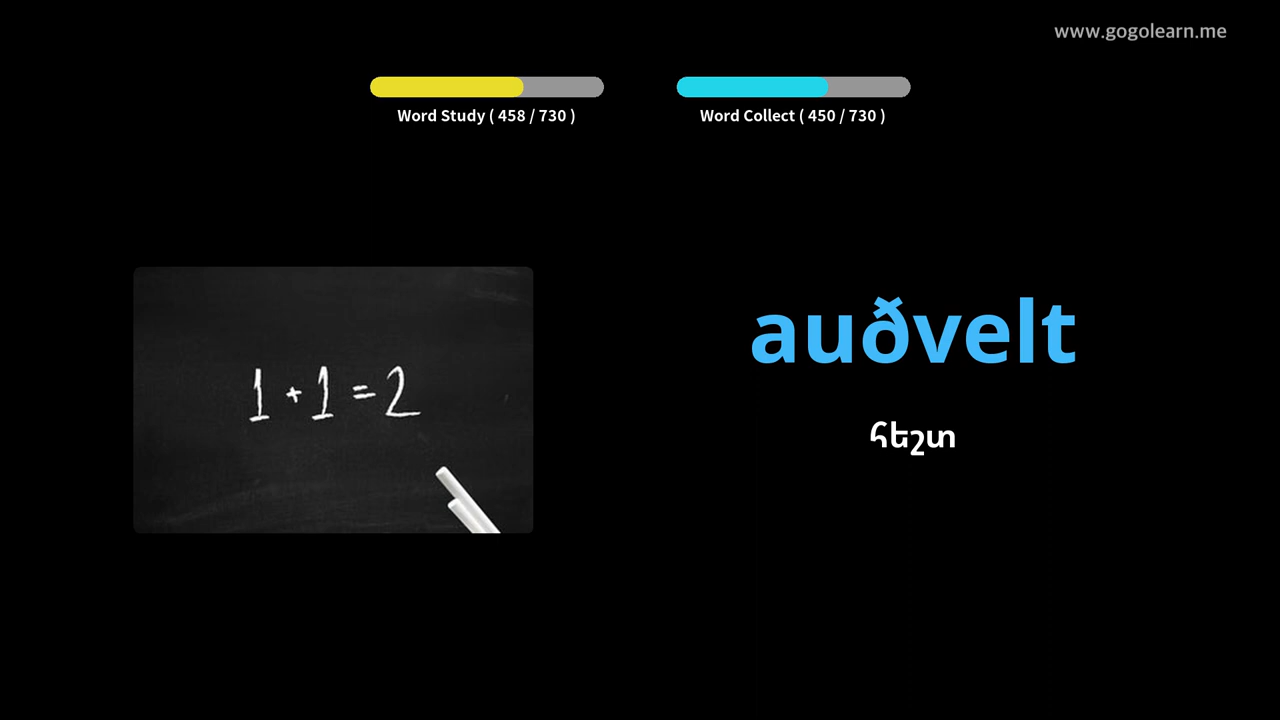 www.gogolearn.me
Word Study ( 458 / 730 )
Word Collect ( 450 / 730 )
1 + 1 = 2
auðvelt
հեշտ